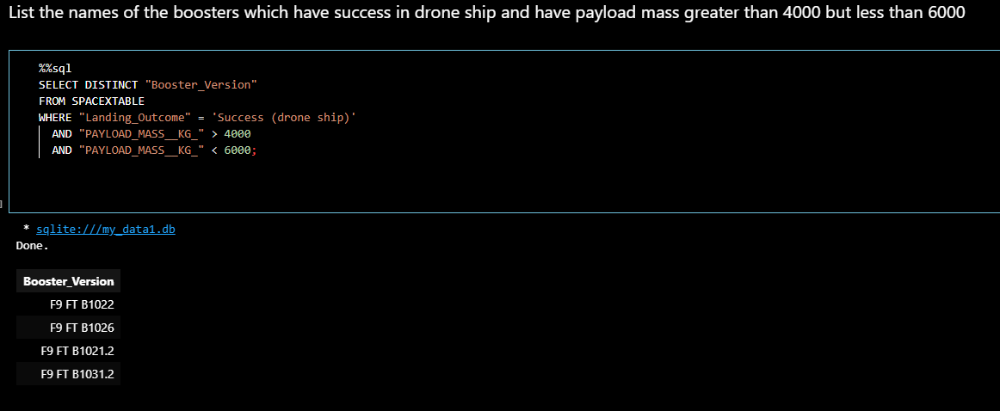 List the names of the boosters which have success in drone ship and have payload mass greater than 4000 but less than 6000
%%sql
SELECT DISTINCT "Booster_Version"
FROM SPACEXTABLE
WHERE "Landing_Outcome" = 'Success (drone ship)'
AND "PAYLOAD_MASS__KG_" > 4000
AND "PAYLOAD_MASS__KG_" < 6000;
]
* sqlite:///my_data1.db
Done.
Booster_Version
F9 FT B1022
F9 FT B1026
F9 FT B1021.2
F9 FT B1031.2